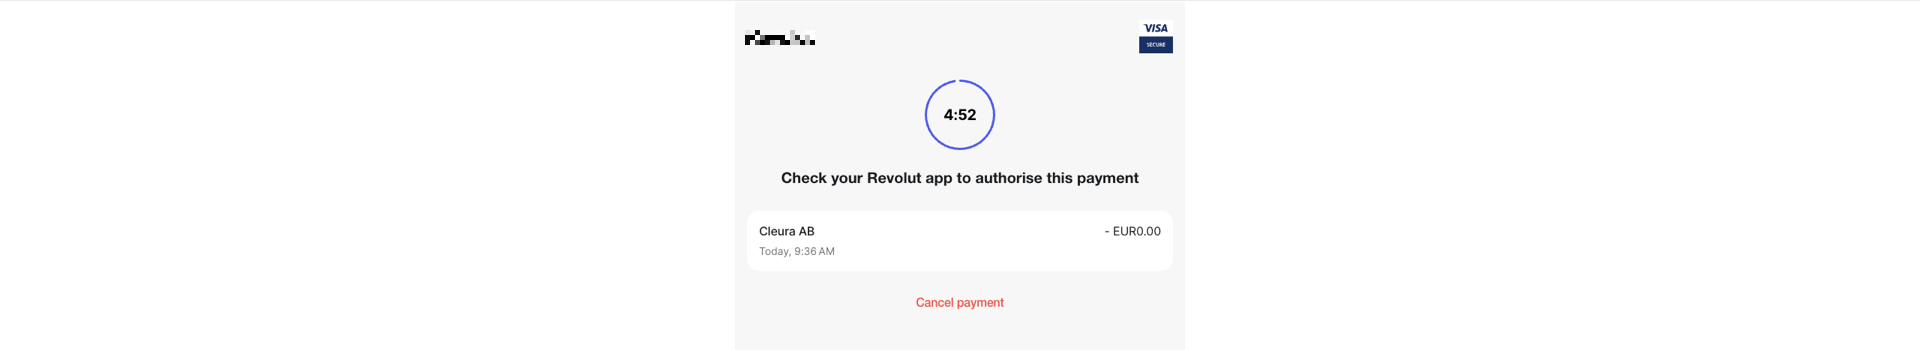 VISA
SECURE
4:52
Check your Revolut app to authorise this payment
Cleura AB
- EUR0.00
Today, 9:36 AM
Cancel payment